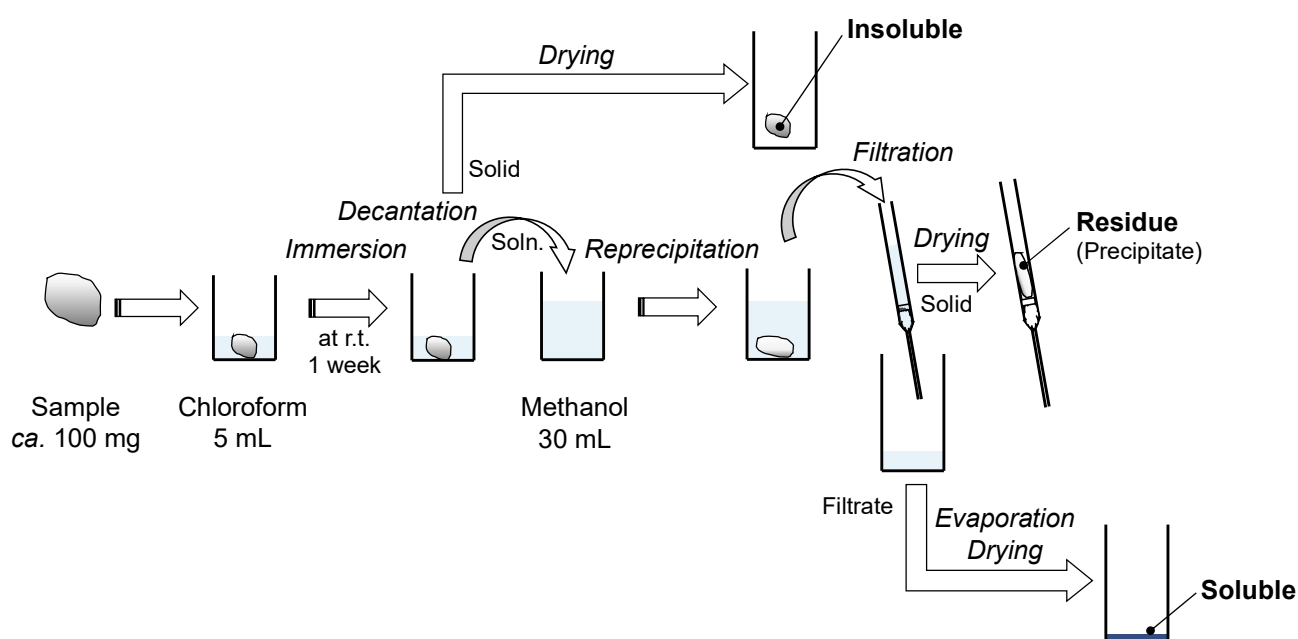 Insoluble
Drying
Filtration
Solid
Decantation
Soln.
Immersion
Reprecipitation
Drying
Solid
Residue
(Precipitate)
at r.t.
1 week
Sample
ca. 100 mg
Chloroform
5 mL
Methanol
30 mL
Filtrate
Evaporation
Drying
Soluble